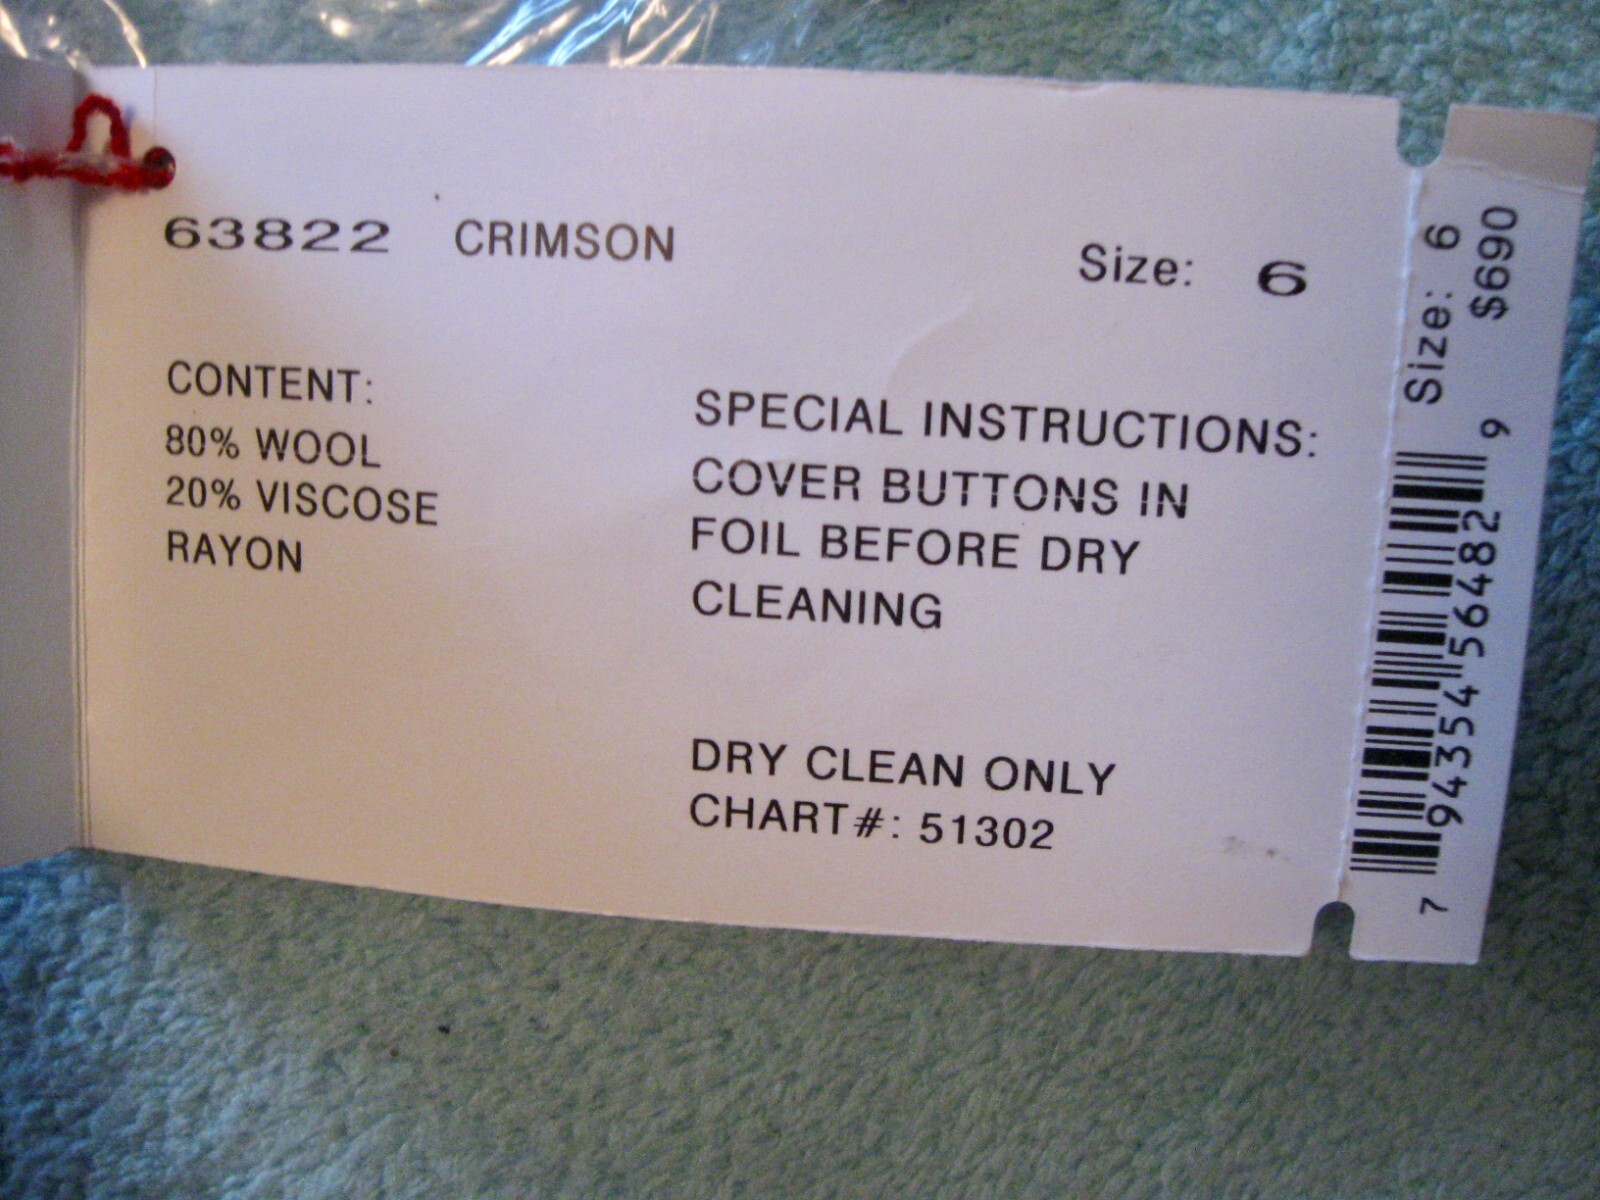 63822 CRIMSON Size: 6
CONTENT:
80% WOOL
20% VISCOSE
RAYON
SPECIAL INSTRUCTIONS:
COVER BUTTONS IN
FOIL BEFORE DRY
CLEANING
DRY CLEAN ONLY
CHART#: 51302
Size: 6
$690
7 94354 56482 9